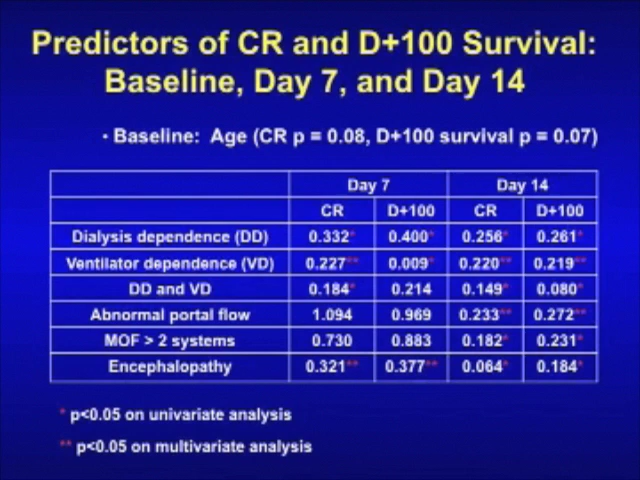 Predictors of CR and D+100 Survival:
Baseline, Day 7, and Day 14
• Baseline: Age (CR p = 0.08, D+100 survival p = 0.07)
Day 7 Day 14
CR D+100 CR D+100
Dialysis dependence (DD) 0.332* 0.400* 0.256* 0.261*
Ventilator dependence (VD) 0.227** 0.009* 0.220** 0.219**
DD and VD 0.184* 0.214 0.149* 0.080*
Abnormal portal flow 1.094 0.969 0.233** 0.272**
MOF > 2 systems 0.730 0.883 0.182* 0.231*
Encephalopathy 0.321** 0.377** 0.064* 0.184*
* p<0.05 on univariate analysis
** p<0.05 on multivariate analysis